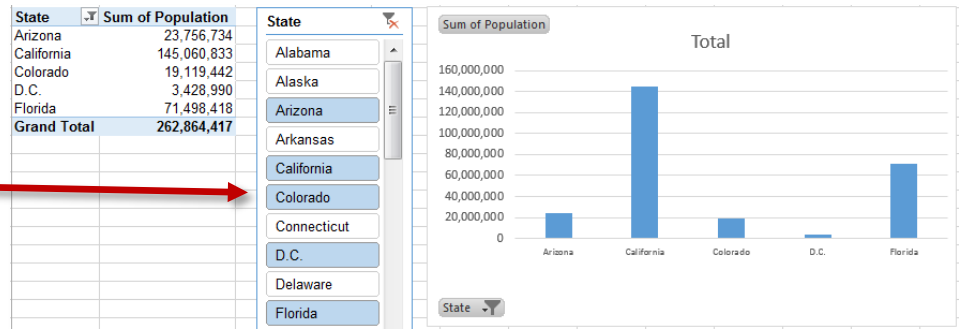 State Sum of Population
Arizona 23,756,734
California 145,060,833
Colorado 19,119,442
D.C. 3,428,990
Florida 71,498,418
Grand Total 262,864,417
State
Alabama
Alaska
Arizona
Arkansas
California
Colorado
Connecticut
D.C.
Delaware
Florida
Sum of Population
Total
160,000,000
140,000,000
120,000,000
100,000,000
80,000,000
60,000,000
40,000,000
20,000,000
0
Arizona California Colorado D.C. Florida
State